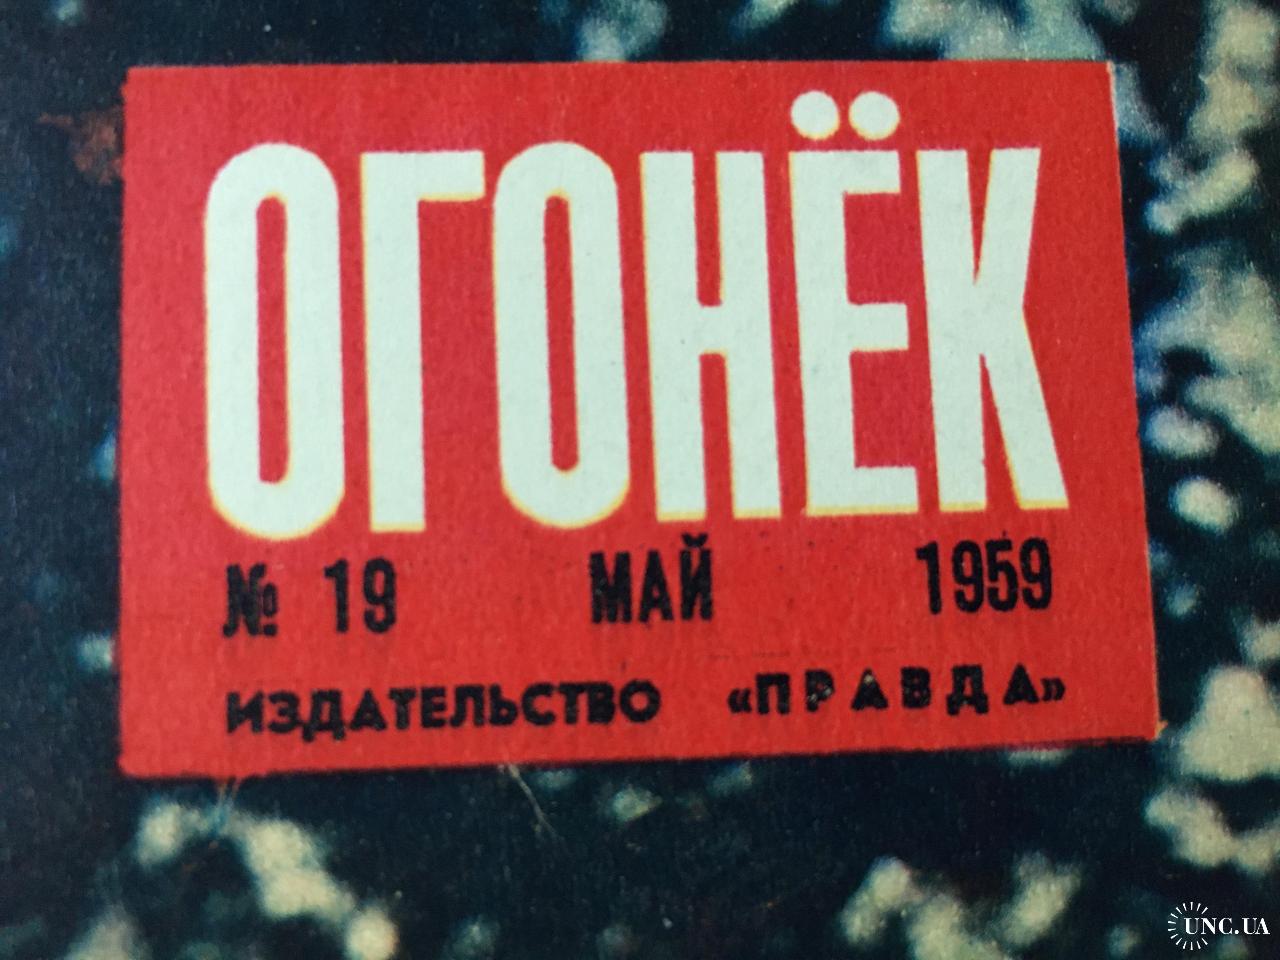 ОГОНЁК
№ 19 МАЙ 1959
ИЗДАТЕЛЬСТВО «ПРАВДА»
UNC.UA